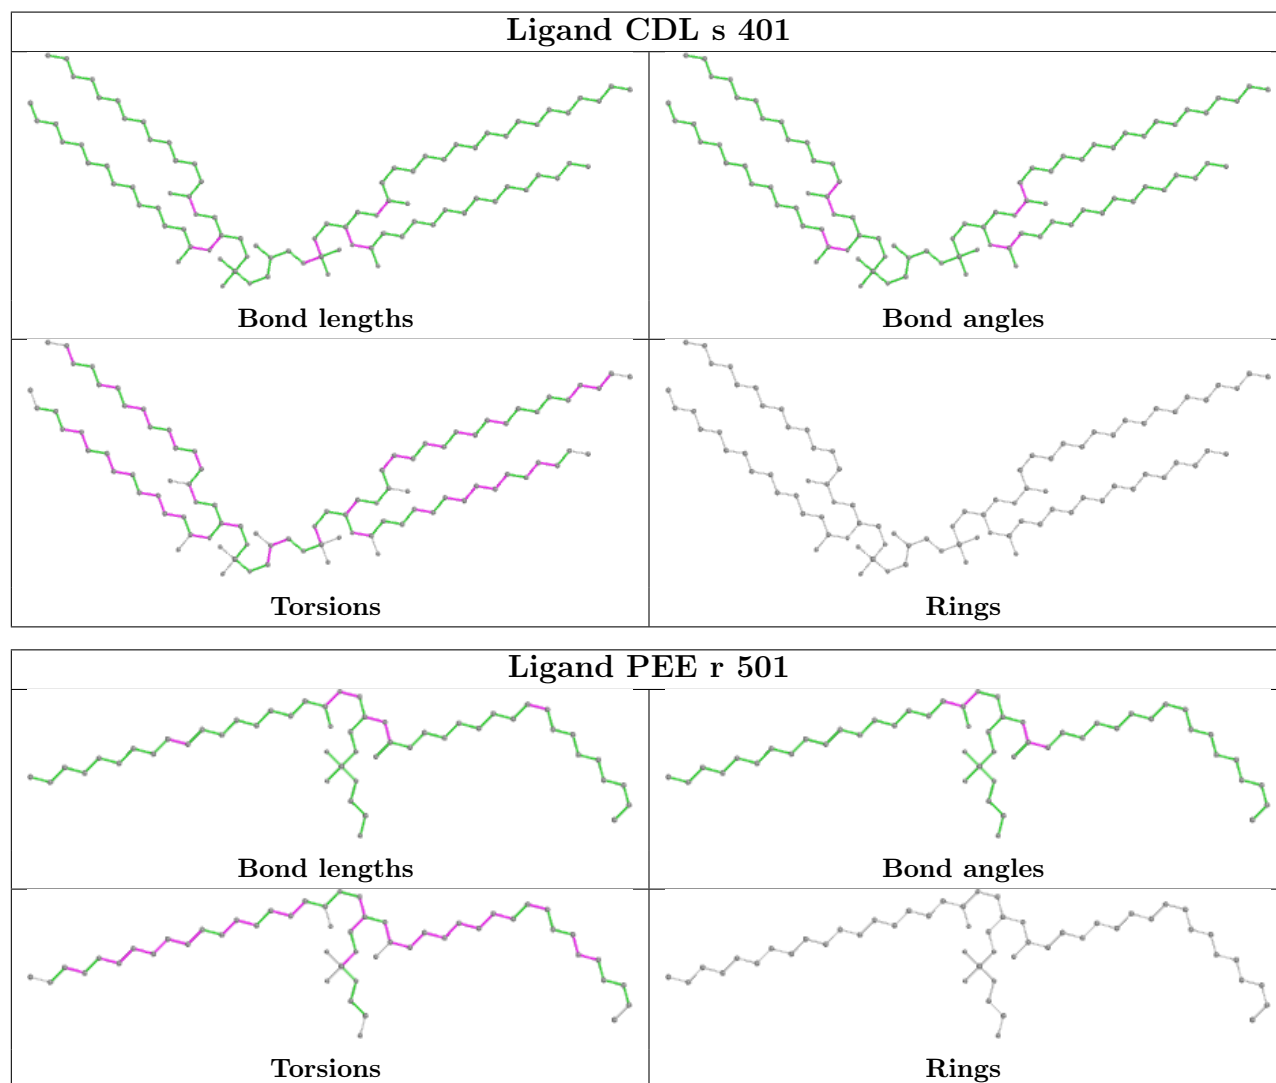 Ligand CDL s 401
Bond lengths
Bond angles
Torsions
Rings
Ligand PEE r 501
Bond lengths
Bond angles
Torsions
Rings